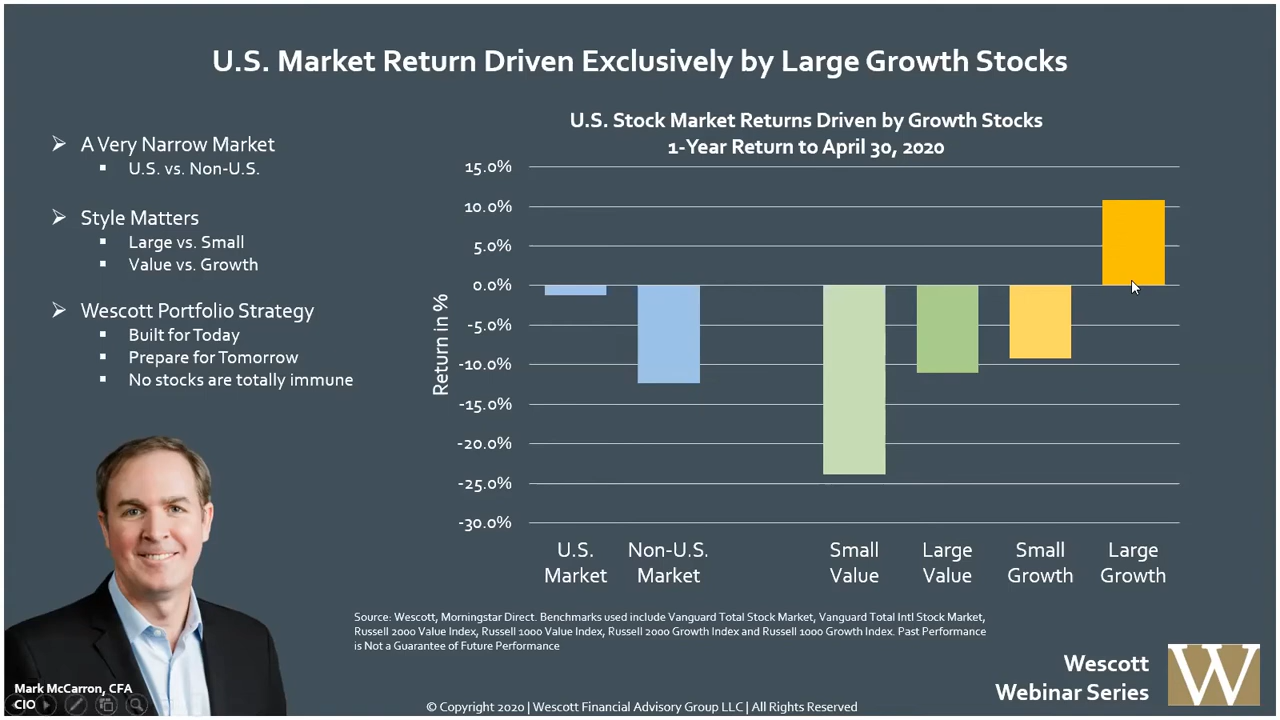 U.S. Market Return Driven Exclusively by Large Growth Stocks
A Very Narrow Market
U.S. vs. Non-U.S.
Style Matters
Large vs. Small
Value vs. Growth
Wescott Portfolio Strategy
Built for Today
Prepare for Tomorrow
No stocks are totally immune
U.S. Stock Market Returns Driven by Growth Stocks
1-Year Return to April 30, 2020
Return in %
15.0%
10.0%
5.0%
0.0%
-5.0%
-10.0%
-15.0%
-20.0%
-25.0%
-30.0%
U.S.
Market
Non-U.S.
Market
Small
Value
Large
Value
Small
Growth
Large
Growth
Source: Wescott, Morningstar Direct. Benchmarks used include Vanguard Total Stock Market, Vanguard Total Intl Stock Market,
Russell 2000 Value Index, Russell 1000 Value Index, Russell 2000 Growth Index and Russell 1000 Growth Index. Past Performance
is Not a Guarantee of Future Performance
Mark McCarron, CFA
CIO
Wescott
Webinar Series
W
© Copyright 2020 | Wescott Financial Advisory Group LLC | All Rights Reserved